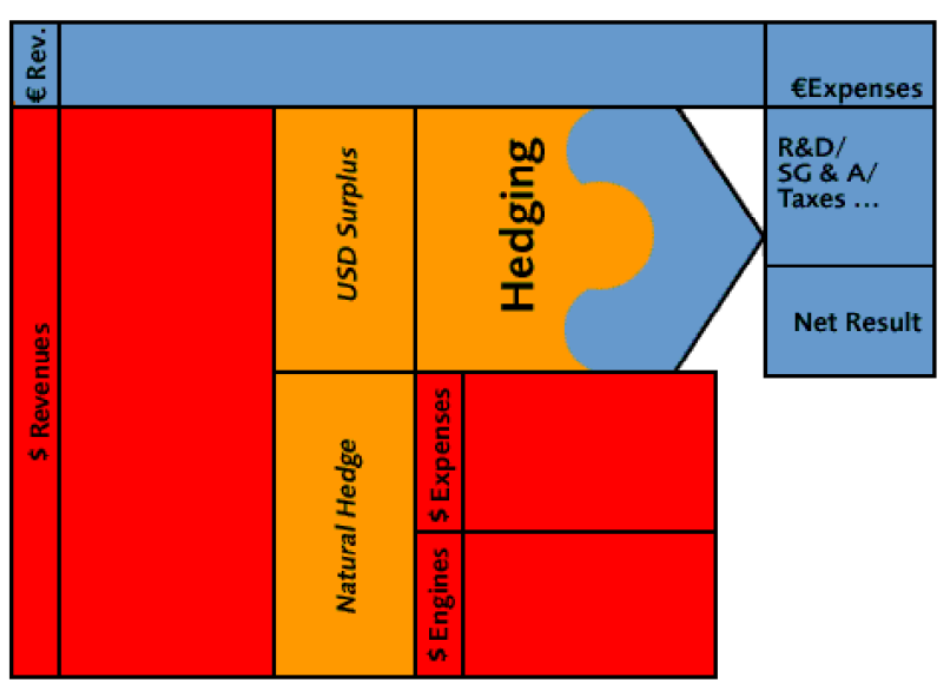 € Rev.
€Expenses
$ Revenues
USD Surplus
Hedging
R&D/
SG & A/
Taxes ...
Net Result
Natural Hedge
$ Expenses
$ Engines